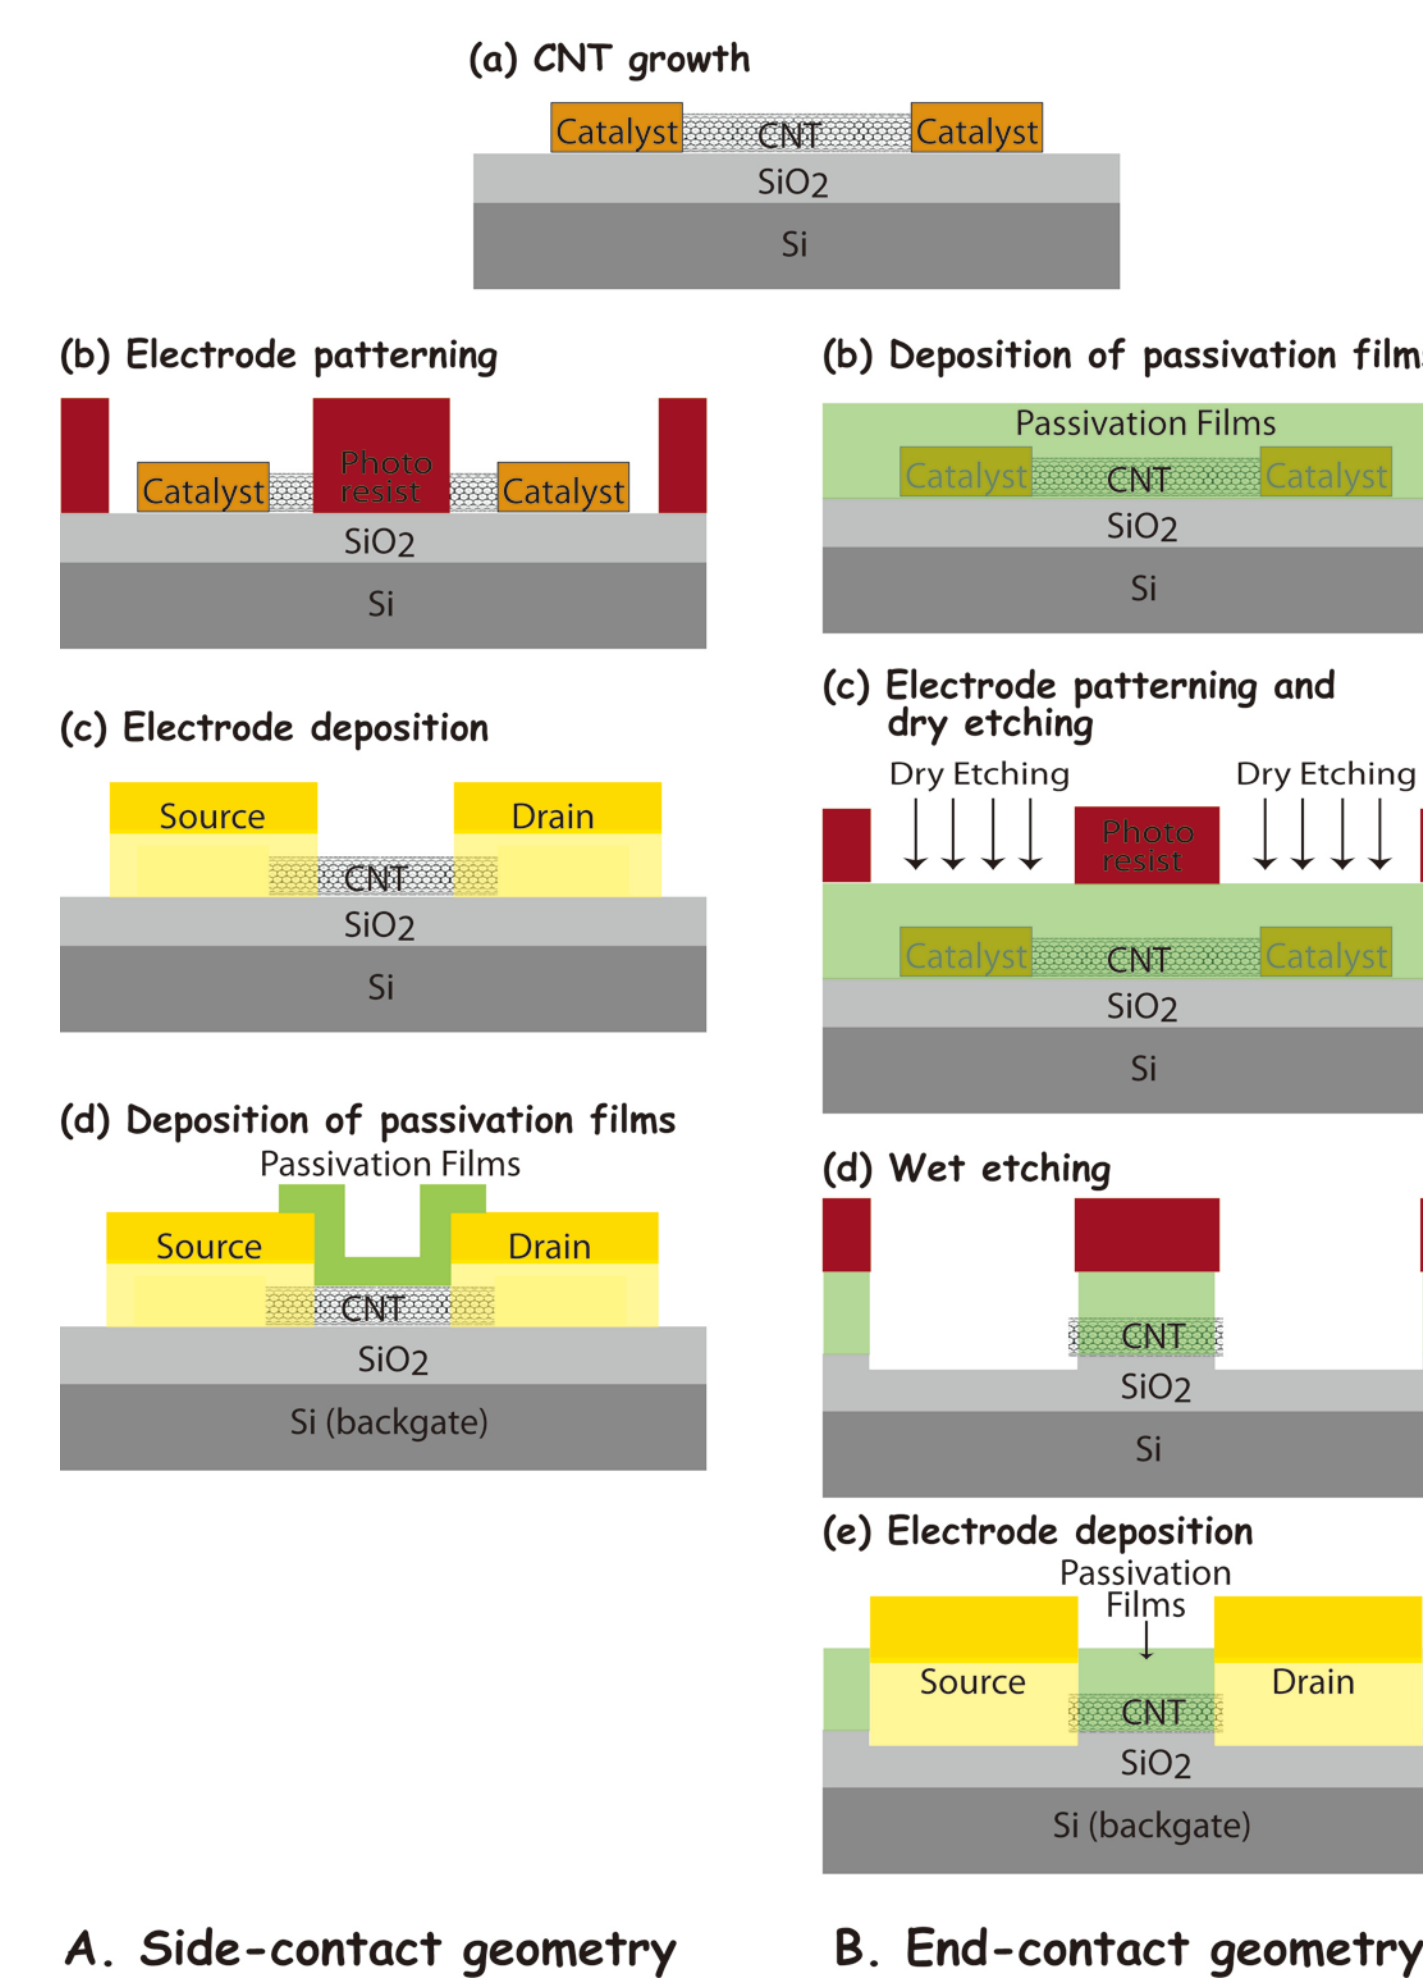 (a) CNT growth
Catalyst CNT Catalyst
SiO2
Si
(b) Electrode patterning
Photo
resist
Catalyst Catalyst
SiO2
Si
(c) Electrode deposition
Source Drain
CNT
SiO2
Si
(d) Deposition of passivation films
Passivation Films
Source Drain
CNT
SiO2
Si (backgate)
A. Side-contact geometry
(b) Deposition of passivation film
Passivation Films
Catalyst CNT Catalyst
SiO2
Si
(c) Electrode patterning and
dry etching
Dry Etching Dry Etching
Photo
resist
Catalyst CNT Catalyst
SiO2
Si
(d) Wet etching
CNT
SiO2
Si
(e) Electrode deposition
Passivation
Films
Source Drain
CNT
SiO2
Si (backgate)
B. End-contact geometry